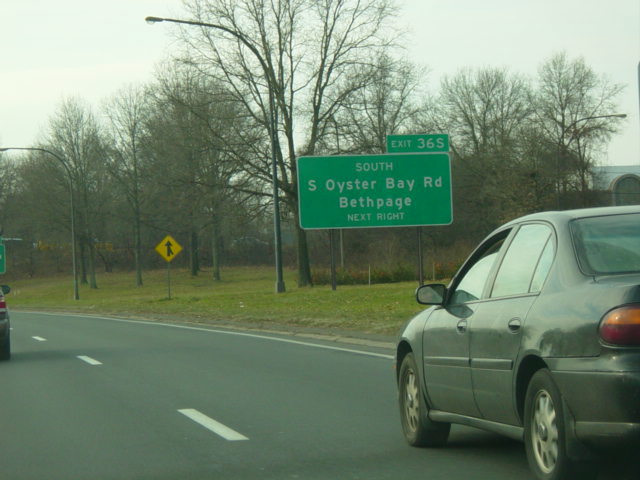 EXIT 36S
SOUTH
S Oyster Bay Rd
Bethpage
NEXT RIGHT